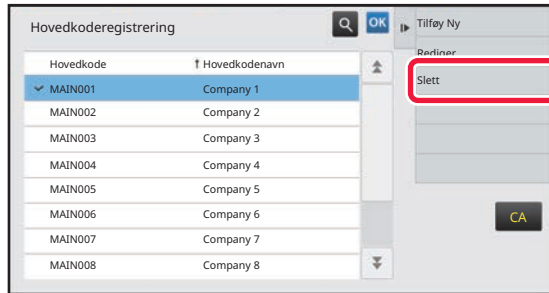 Hovedkoderegistrering
OK
Tilføy Ny
Rediger
Slett
Hovedkode Hovedkodenavn
MAIN001 Company 1
MAIN002 Company 2
MAIN003 Company 3
MAIN004 Company 4
MAIN005 Company 5
MAIN006 Company 6
MAIN007 Company 7
MAIN008 Company 8
CA